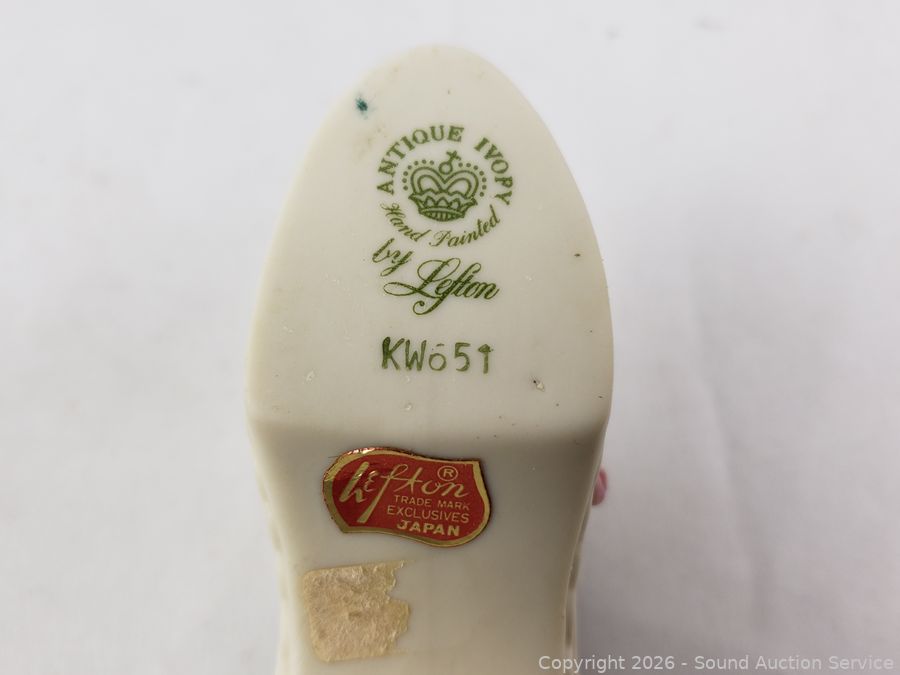 ANTIQUE IVORY
Hand Painted
by Lefton
KW651
Lefton ®
TRADE MARK
EXCLUSIVES
JAPAN
Copyright 2026 - Sound Auction Service